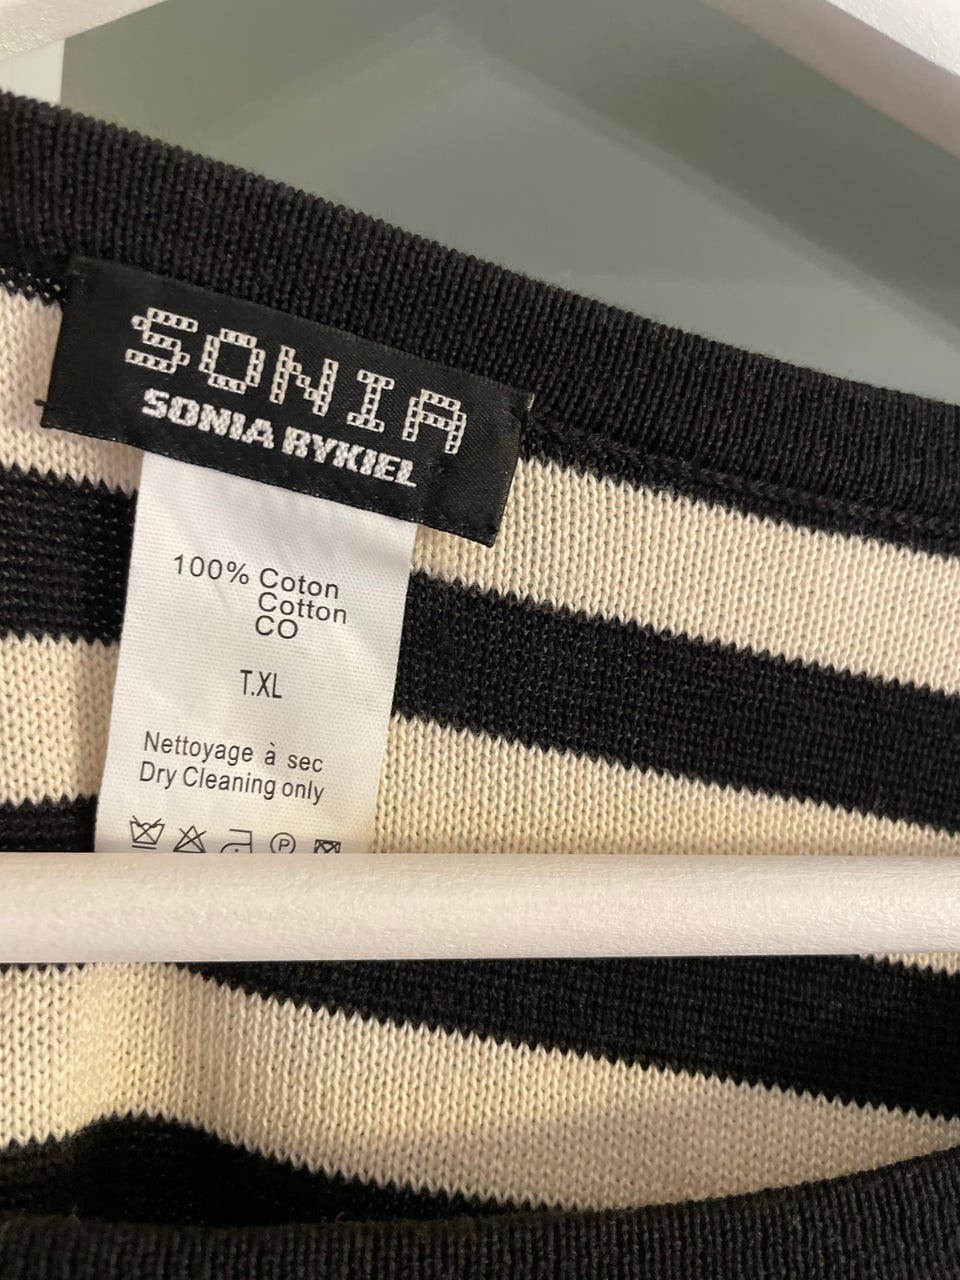 SONIA
SONIA RYKIEL
100% Coton
Cotton
CO
T.XL
Nettoyage à sec
Dry Cleaning only
P